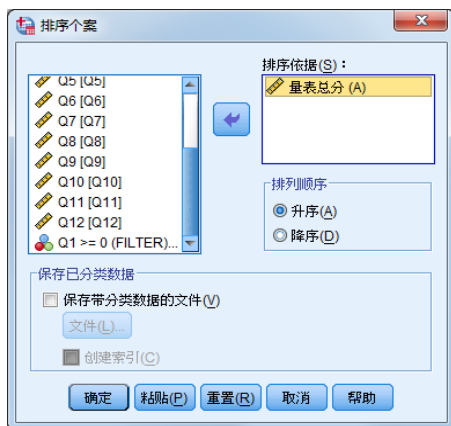 排序个案
排序依据(S)：
Q5 [Q5]
Q6 [Q6]
Q7 [Q7]
Q8 [Q8]
Q9 [Q9]
Q10 [Q10]
Q11 [Q11]
Q12 [Q12]
Q1 >= 0 (FILTER)...
量表总分 (A)
排列顺序
升序(A)
降序(D)
保存已分类数据
保存带分类数据的文件(V)
文件(L)...
创建索引(C)
确定 粘贴(P) 重置(R) 取消 帮助